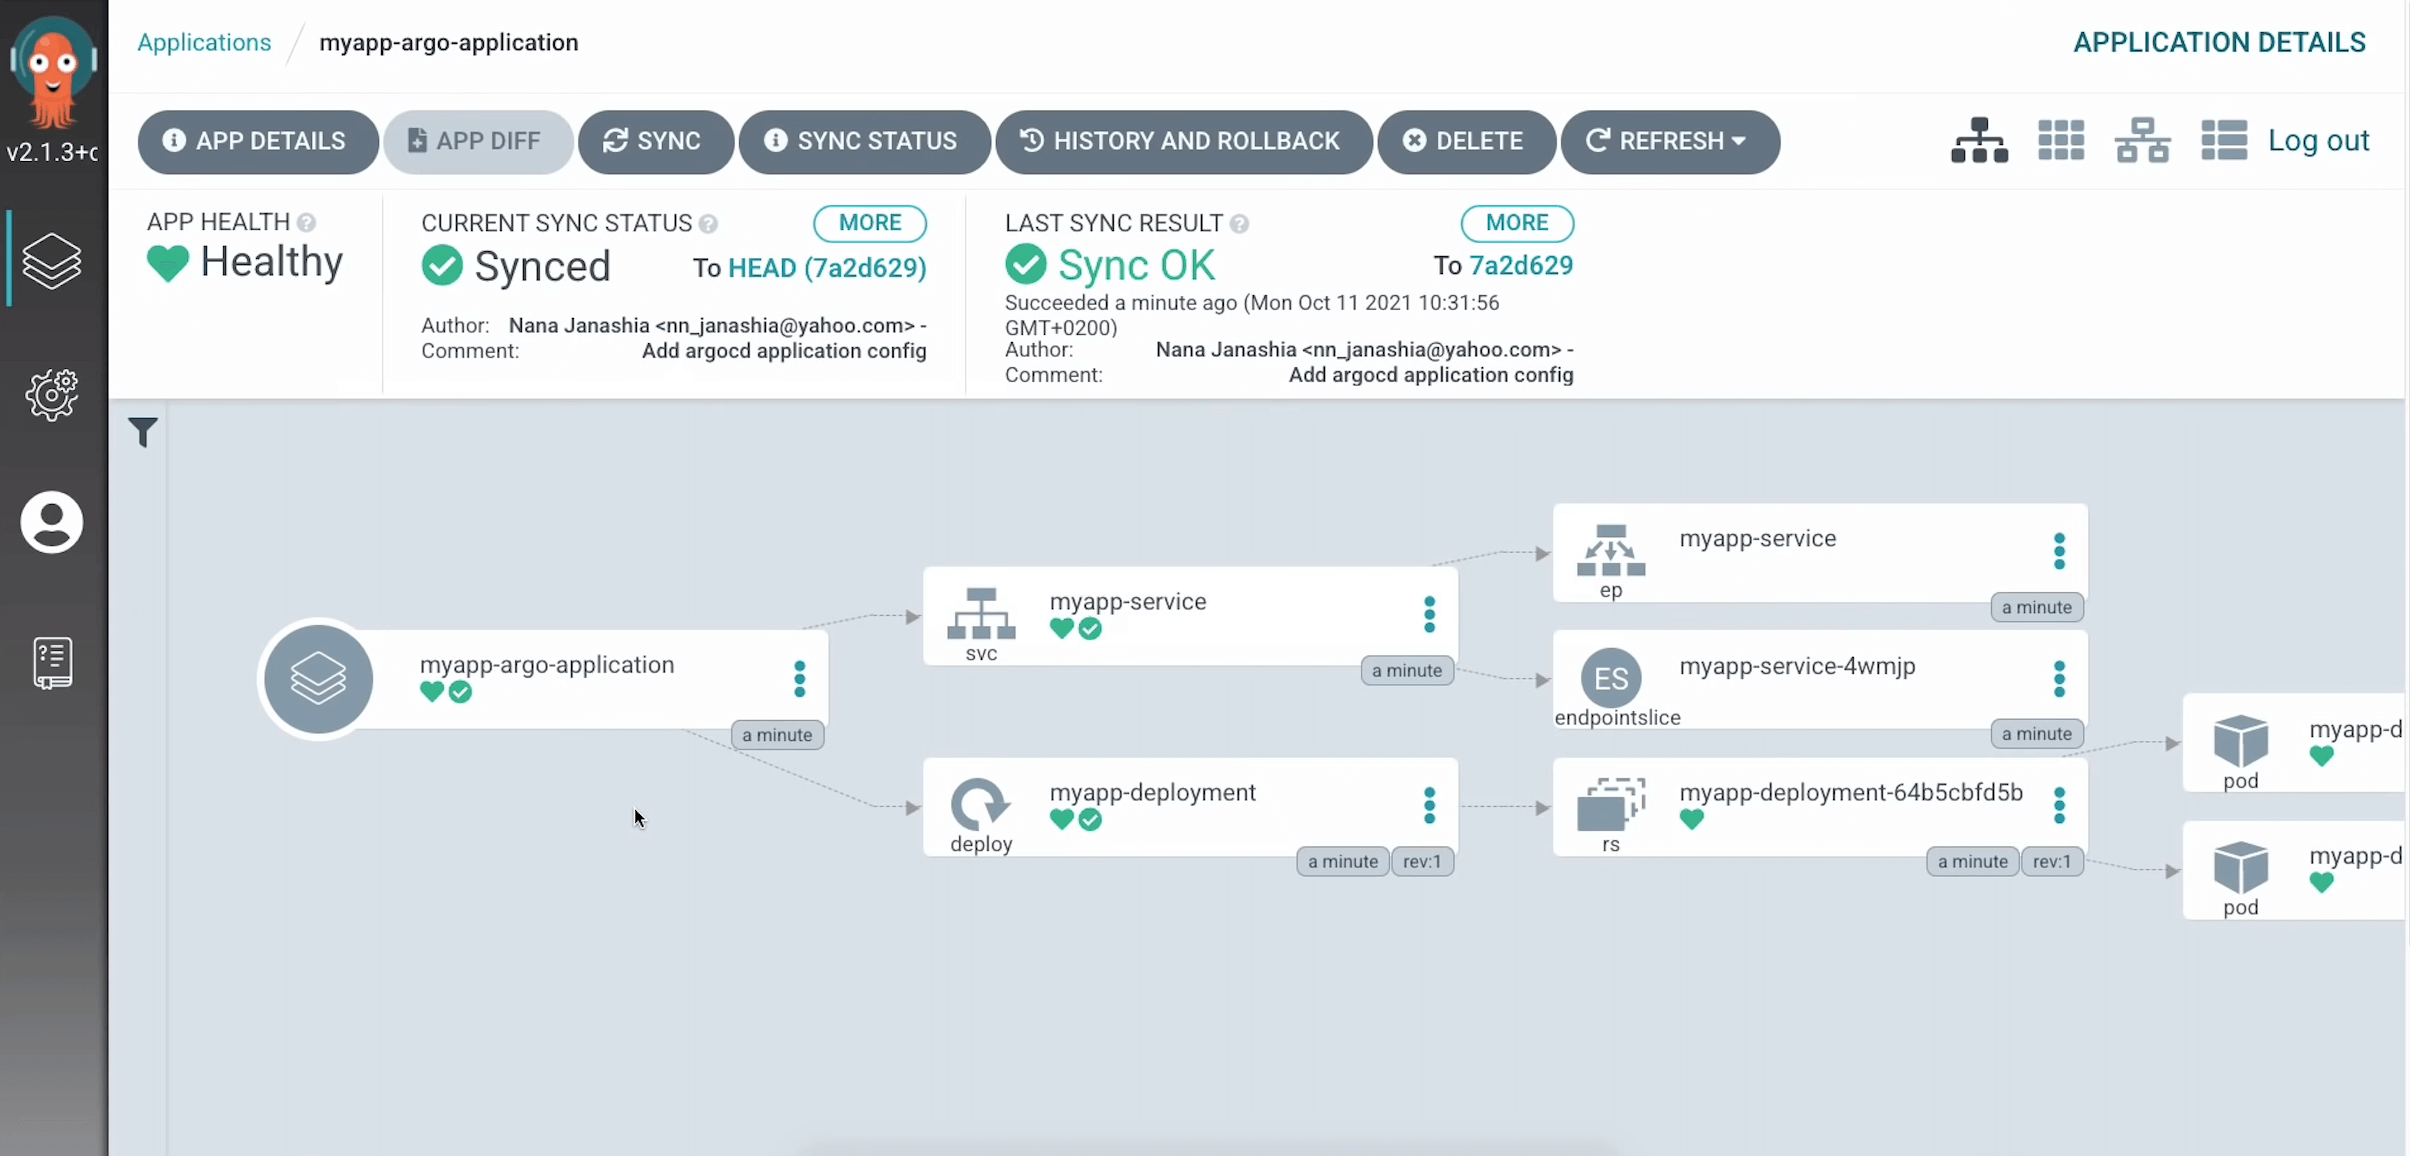 Applications / myapp-argo-application
APPLICATION DETAILS
v2.1.3+c
APP DETAILS
APP DIFF
SYNC
SYNC STATUS
HISTORY AND ROLLBACK
DELETE
REFRESH
Log out
APP HEALTH
Healthy
CURRENT SYNC STATUS
MORE
Synced
To HEAD (7a2d629)
Author: Nana Janashia <nn_janashia@yahoo.com> -
Comment: Add argocd application config
LAST SYNC RESULT
MORE
Sync OK
To 7a2d629
Succeeded a minute ago (Mon Oct 11 2021 10:31:56
GMT+0200)
Author: Nana Janashia <nn_janashia@yahoo.com> -
Comment: Add argocd application config
myapp-argo-application
a minute
myapp-service
svc
a minute
myapp-deployment
deploy
a minute
rev:1
myapp-service
ep
a minute
myapp-service-4wmjp
ES
endpointslice
a minute
myapp-deployment-64b5cbfd5b
rs
a minute
rev:1
myapp-d
pod
myapp-d
pod